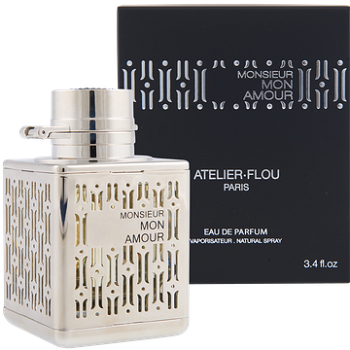 MONSIEUR
MON
AMOUR
ATELIER·FLOU
PARIS
EAU DE PARFUM
VAPORISATEUR . NATURAL SPRAY
3.4 fl.oz
MONSIEUR
MON
AMOUR